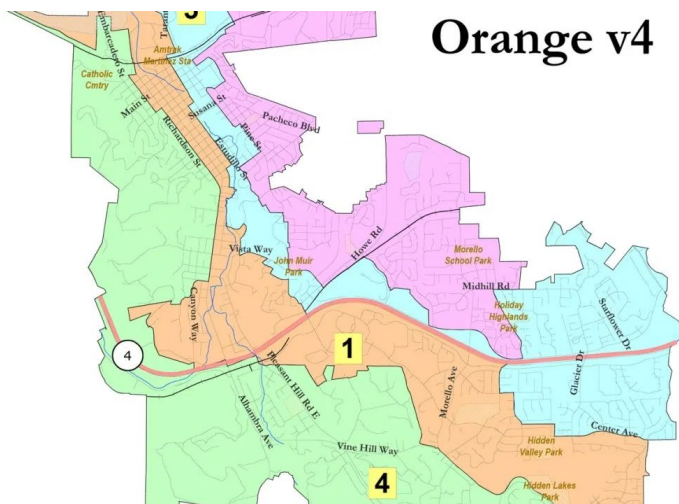 Orange v4
3
Embarcadero St
Amtrak
Martinez Sta
Catholic
Cmtry
Main St
Susana St
Pacheco Blvd
Pine St
Richardson St
Estudillo St
Vista Way
John Muir
Park
Howe Rd
Morello
School Park
Midhill Rd
Canyon Way
Holiday
Highlands
Park
Starflower Dr
4
1
Pleasant Hill Rd E
Glacier Dr
Morello Ave
Alhambra Ave
Center Ave
Vine Hill Way
Hidden
Valley Park
4
Hidden Lakes
Park